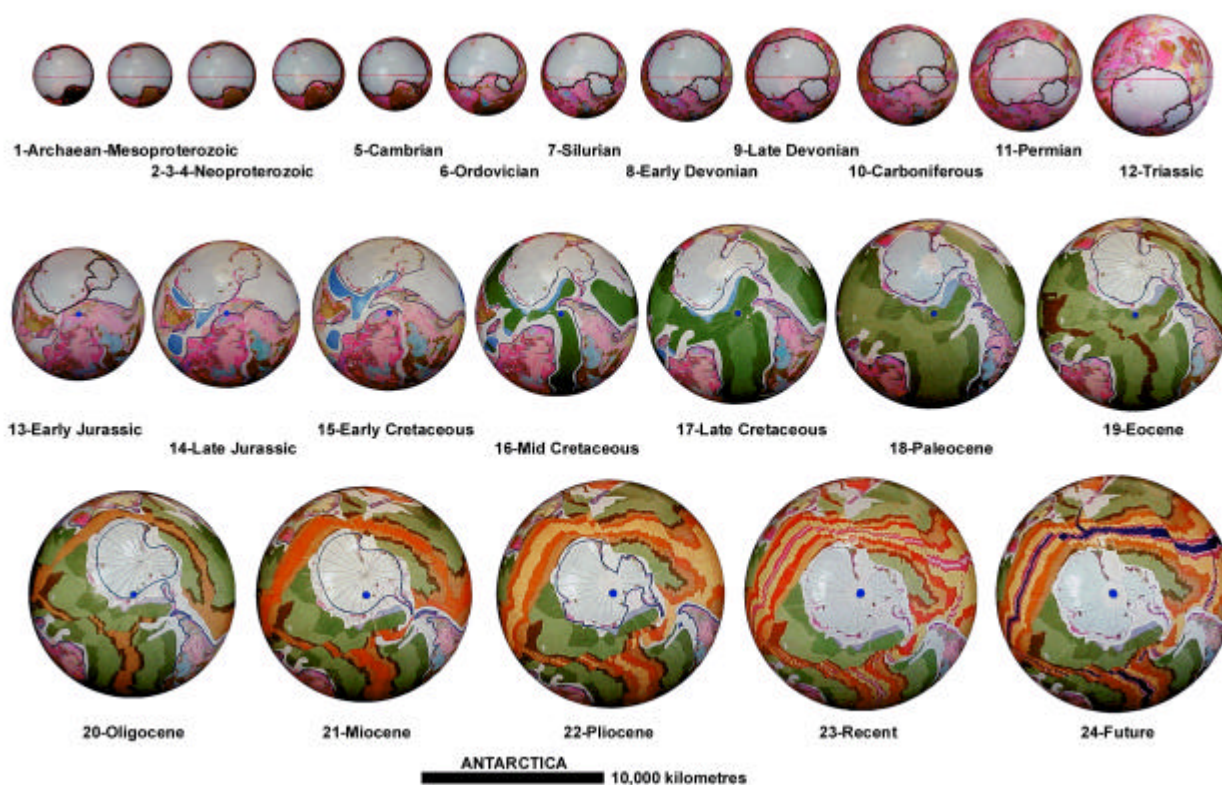 1-Archaean-Mesoproterozoic
2-3-4-Neoproterozoic
5-Cambrian
6-Ordovician
7-Silurian
8-Early Devonian
9-Late Devonian
10-Carboniferous
11-Permian
12-Triassic
13-Early Jurassic
14-Late Jurassic
15-Early Cretaceous
16-Mid Cretaceous
17-Late Cretaceous
18-Paleocene
19-Eocene
20-Oligocene
21-Miocene
22-Pliocene
23-Recent
24-Future
ANTARCTICA
10,000 kilometres